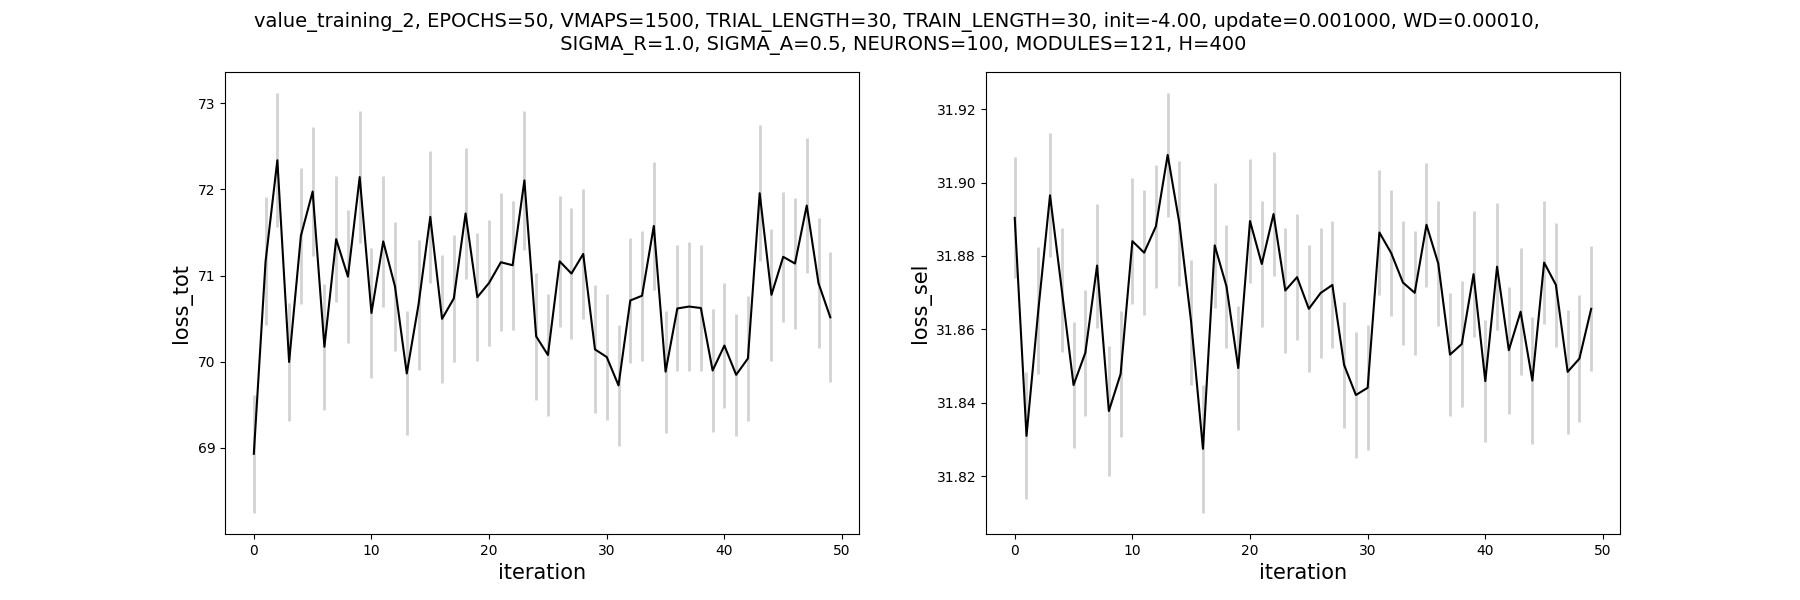 value_training_2, EPOCHS=50, VMAPS=1500, TRIAL_LENGTH=30, TRAIN_LENGTH=30, init=-4.00, update=0.001000, WD=0.00010,
SIGMA_R=1.0, SIGMA_A=0.5, NEURONS=100, MODULES=121, H=400
loss_tot
73
72
71
70
69
0 10 20 30 40 50
iteration
loss_sel
31.92
31.90
31.88
31.86
31.84
31.82
0 10 20 30 40 50
iteration